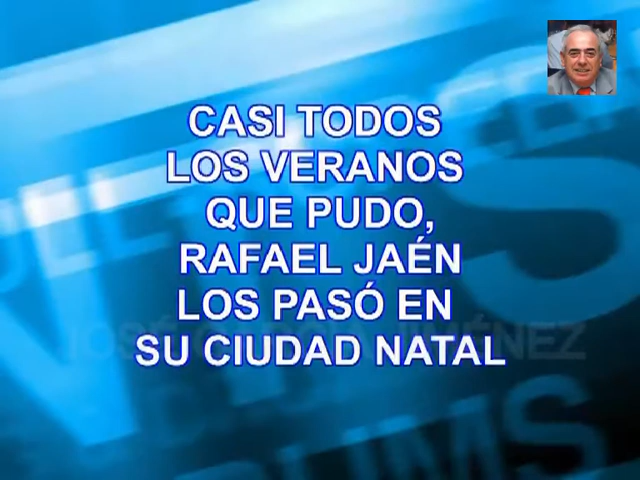 CASI TODOS
LOS VERANOS
QUE PUDO,
RAFAEL JAÉN
LOS PASÓ EN
SU CIUDAD NATAL